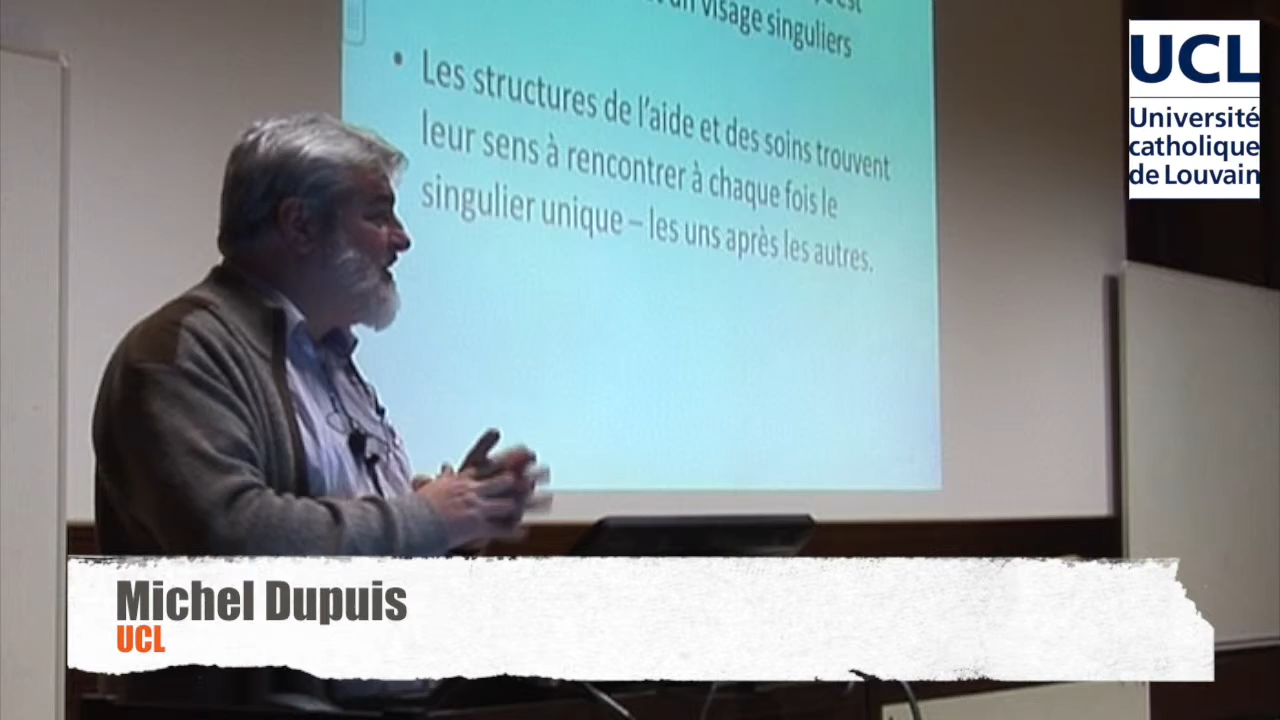 visage singuliers
• Les structures de l'aide et des soins trouvent
leur sens à rencontrer à chaque fois le
singulier unique – les uns après les autres.
UCL
Université
catholique
de Louvain
Michel Dupuis
UCL